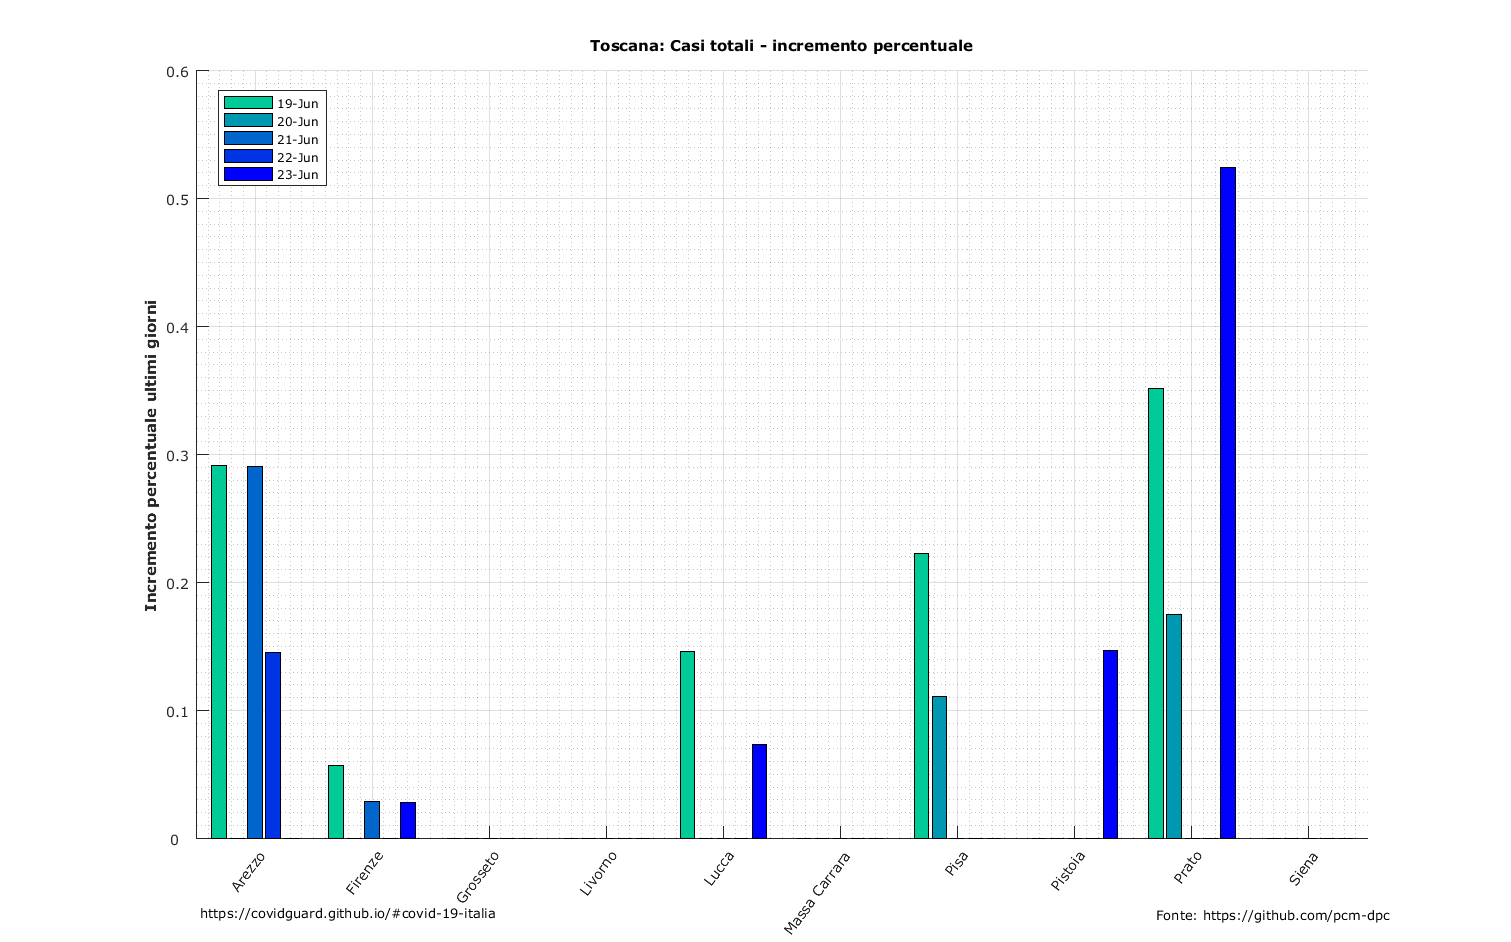 Toscana: Casi totali - incremento percentuale
0.6
0.5
0.4
0.3
0.2
0.1
0
Incremento percentuale ultimi giorni
19-Jun
20-Jun
21-Jun
22-Jun
23-Jun
Arezzo
Firenze
Grosseto
Livorno
Lucca
Massa Carrara
Pisa
Pistoia
Prato
Siena
https://covidguard.github.io/#covid-19-italia
Fonte: https://github.com/pcm-dpc